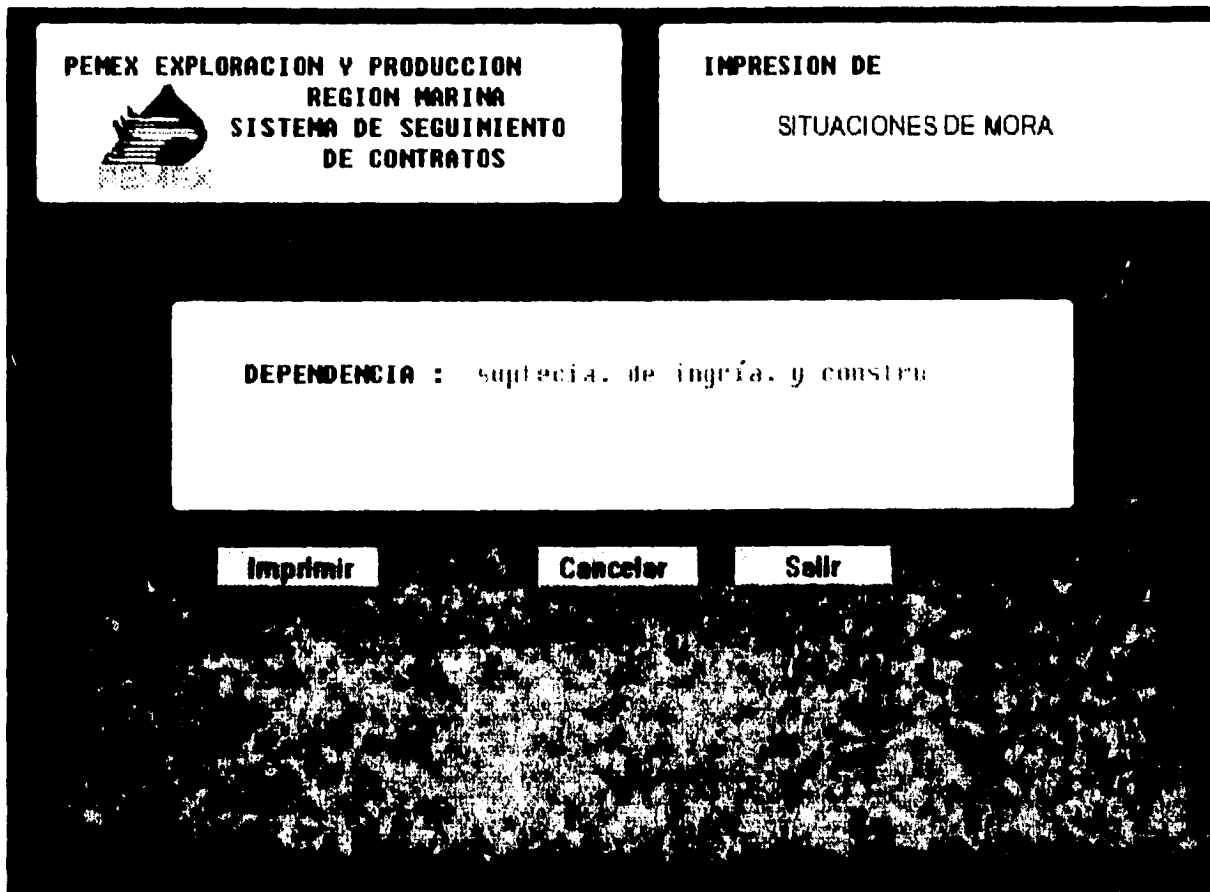 PEMEX EXPLORACION Y PRODUCCION
REGION MARINA
SISTEMA DE SEGUIMIENTO
DE CONTRATOS
PEMEX
IMPRESION DE
SITUACIONES DE MORA
DEPENDENCIA : suptecia. de ingría. y constru
Imprimir
Cancelar
Salir